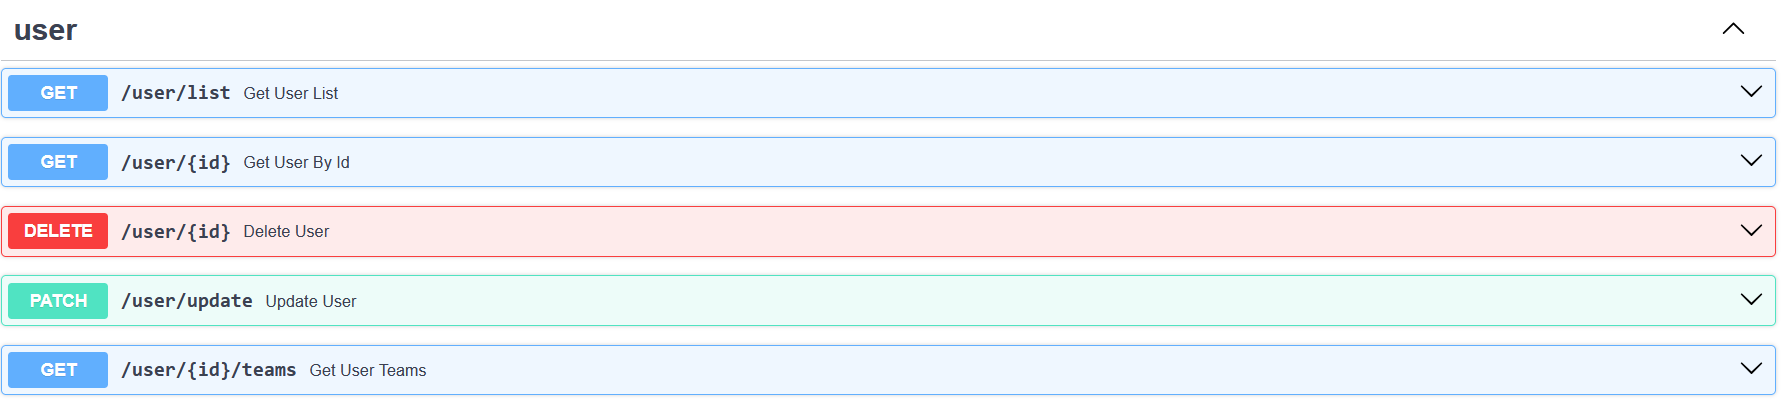 user
GET /user/list Get User List
GET /user/{id} Get User By Id
DELETE /user/{id} Delete User
PATCH /user/update Update User
GET /user/{id}/teams Get User Teams